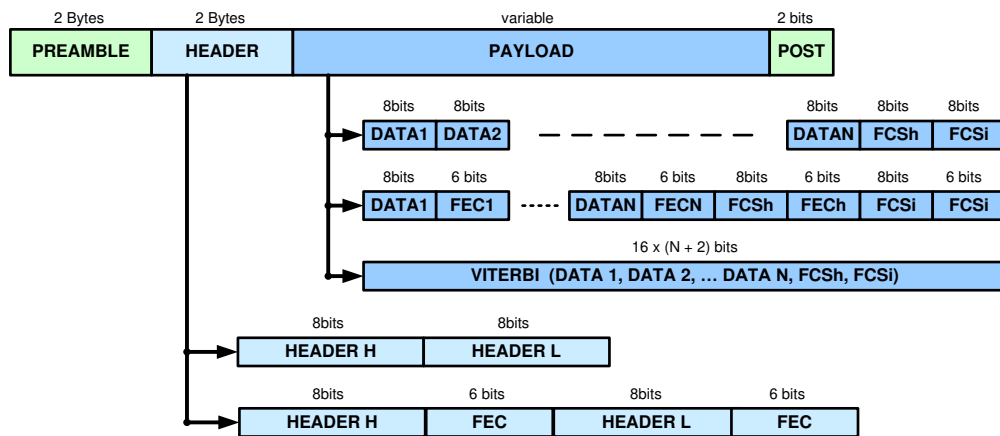 2 Bytes 2 Bytes variable 2 bits
PREAMBLE HEADER PAYLOAD POST
8bits 8bits 8bits 8bits 8bits
DATA1 DATA2 DATAN FCSh FCSi
8bits 6 bits 8bits 6 bits 8bits 6 bits 8bits 6 bits
DATA1 FEC1 DATAN FECN FCSh FECh FCSi FCSi
16 x (N + 2) bits
VITERBI (DATA 1, DATA 2, ... DATA N, FCSh, FCSi)
8bits 8bits
HEADER H HEADER L
8bits 6 bits 8bits 6 bits
HEADER H FEC HEADER L FEC